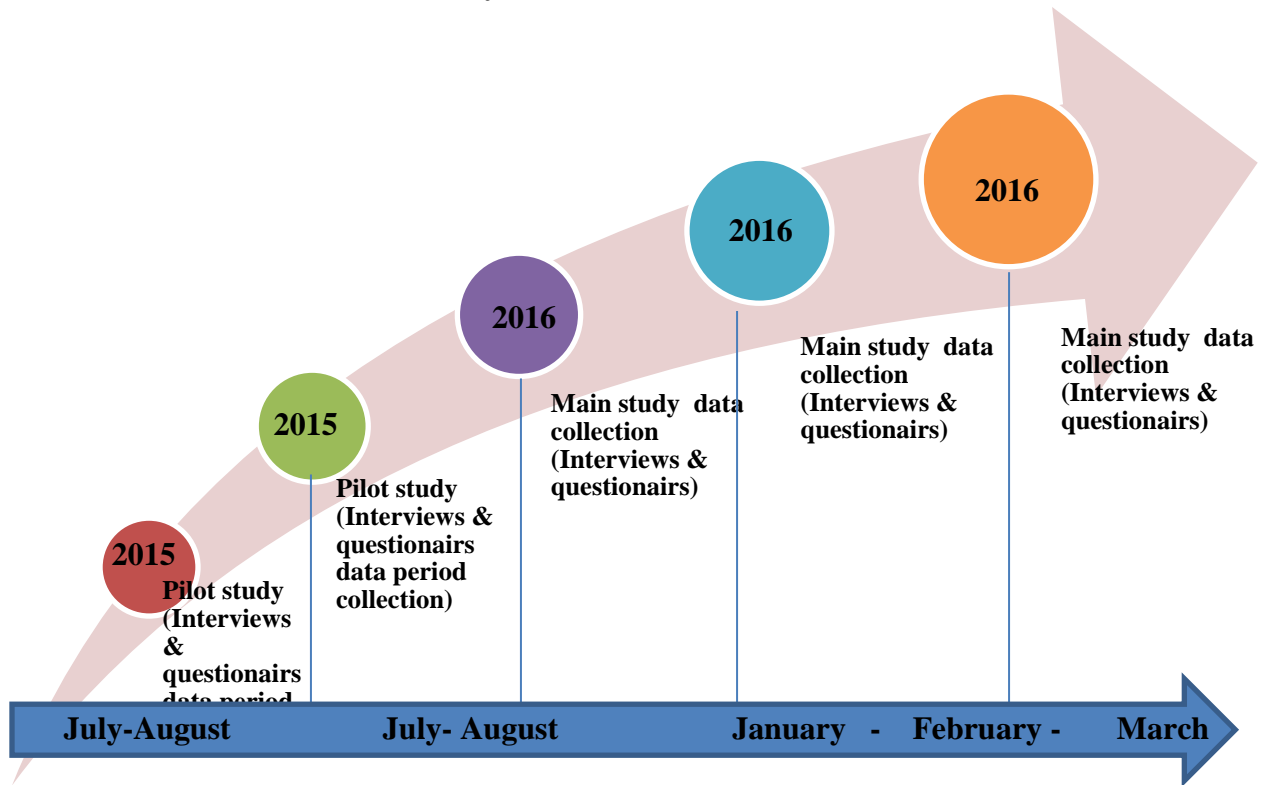 2016
2016
2016
2015
2015
Main study  data
collection
(Interviews &
questionairs)
Main study  data
collection
(Interviews &
questionairs)
Main study  data
collection
(Interviews &
questionairs)
Pilot study
(Interviews &
questionairs
data period
collection)
Pilot study
(Interviews
&
questionairs
data period
July-August July- August January - February - March